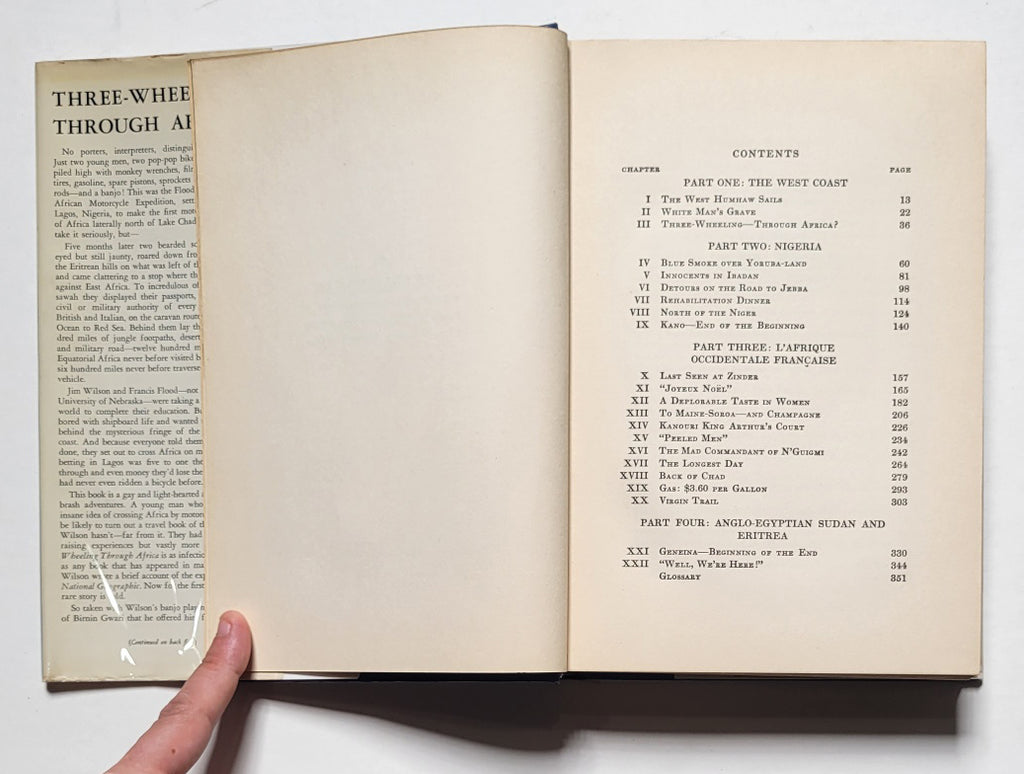 THREE-WHEE
THROUGH AF
No porters, interpreters, distingui
Just two young men, two pop-pop bike
piled high with monkey wrenches, film
tires, gasoline, spare pistons, sprockets
rods—and a banjo! This was the Flood
African Motorcycle Expedition, sett
Lagos, Nigeria, to make the first mot
of Africa laterally north of Lake Chad
take it seriously, but—
Five months later two bearded sc
eyed but still jaunty, roared down fro
the Eritrean hills on what was left of t
and came clattering to a stop where th
against East Africa. To incredulous of
sawah they displayed their passports,
civil or military authority of every
British and Italian, on the caravan route
Ocean to Red Sea. Behind them lay th
dred miles of jungle footpaths, desert
and military road—twelve hundred m
Equatorial Africa never before visited b
six hundred miles never before traverse
vehicle.
Jim Wilson and Francis Flood—not
University of Nebraska—were taking a
world to complete their education. Bu
bored with shipboard life and wanted
behind the mysterious fringe of the
coast. And because everyone told them
done, they set out to cross Africa on m
betting in Lagos was five to one the
through and even money they'd lose the
had never even ridden a bicycle before.
This book is a gay and light-hearted a
brash adventures. A young man who
insane idea of crossing Africa by motor
be likely to turn out a travel book of th
Wilson hasn't—far from it. They had
raising experiences but vastly more
Wheeling Through Africa is as infectio
as any book that has appeared in ma
Wilson wrote a brief account of the exp
National Geographic. Now for the first
rare story is told.
So taken was Wilson's banjo playin
of Birnin Gwari that he offered him f
(Continued on back
CONTENTS
CHAPTER PAGE
PART ONE: THE WEST COAST
I The West Humhaw Sails 13
II White Man's Grave 22
III Three-Wheeling—Through Africa? 36
PART TWO: NIGERIA
IV Blue Smoke over Yoruba-land 60
V Innocents in Ibadan 81
VI Detours on the Road to Jebba 98
VII Rehabilitation Dinner 114
VIII North of the Niger 124
IX Kano—End of the Beginning 140
PART THREE: L'AFRIQUE
OCCIDENTALE FRANÇAISE
X Last Seen at Zinder 157
XI "Joyeux Noël" 165
XII A Deplorable Taste in Women 182
XIII To Maine-Soroa—and Champagne 206
XIV Kanouri King Arthur's Court 226
XV "Peeled Men" 234
XVI The Mad Commandant of N'Guigmi 242
XVII The Longest Day 264
XVIII Back of Chad 279
XIX Gas: $3.60 per Gallon 293
XX Virgin Trail 303
PART FOUR: ANGLO-EGYPTIAN SUDAN AND
ERITREA
XXI Geneina—Beginning of the End 330
XXII "Well, We're Here!" 344
Glossary 351